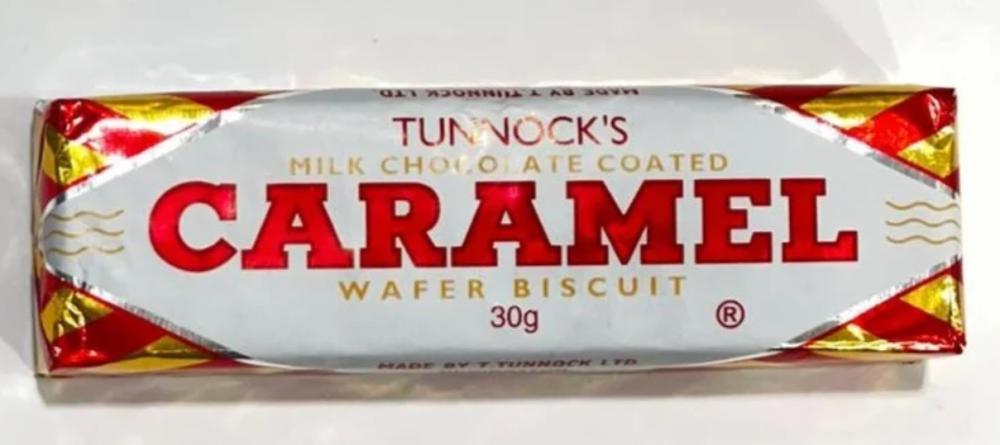 MADE BY T.TUNNOCK LTD.
TUNNOCK'S
MILK CHOCOLATE COATED
CARAMEL
WAFER BISCUIT
30g
®
MADE BY T.TUNNOCK LTD.